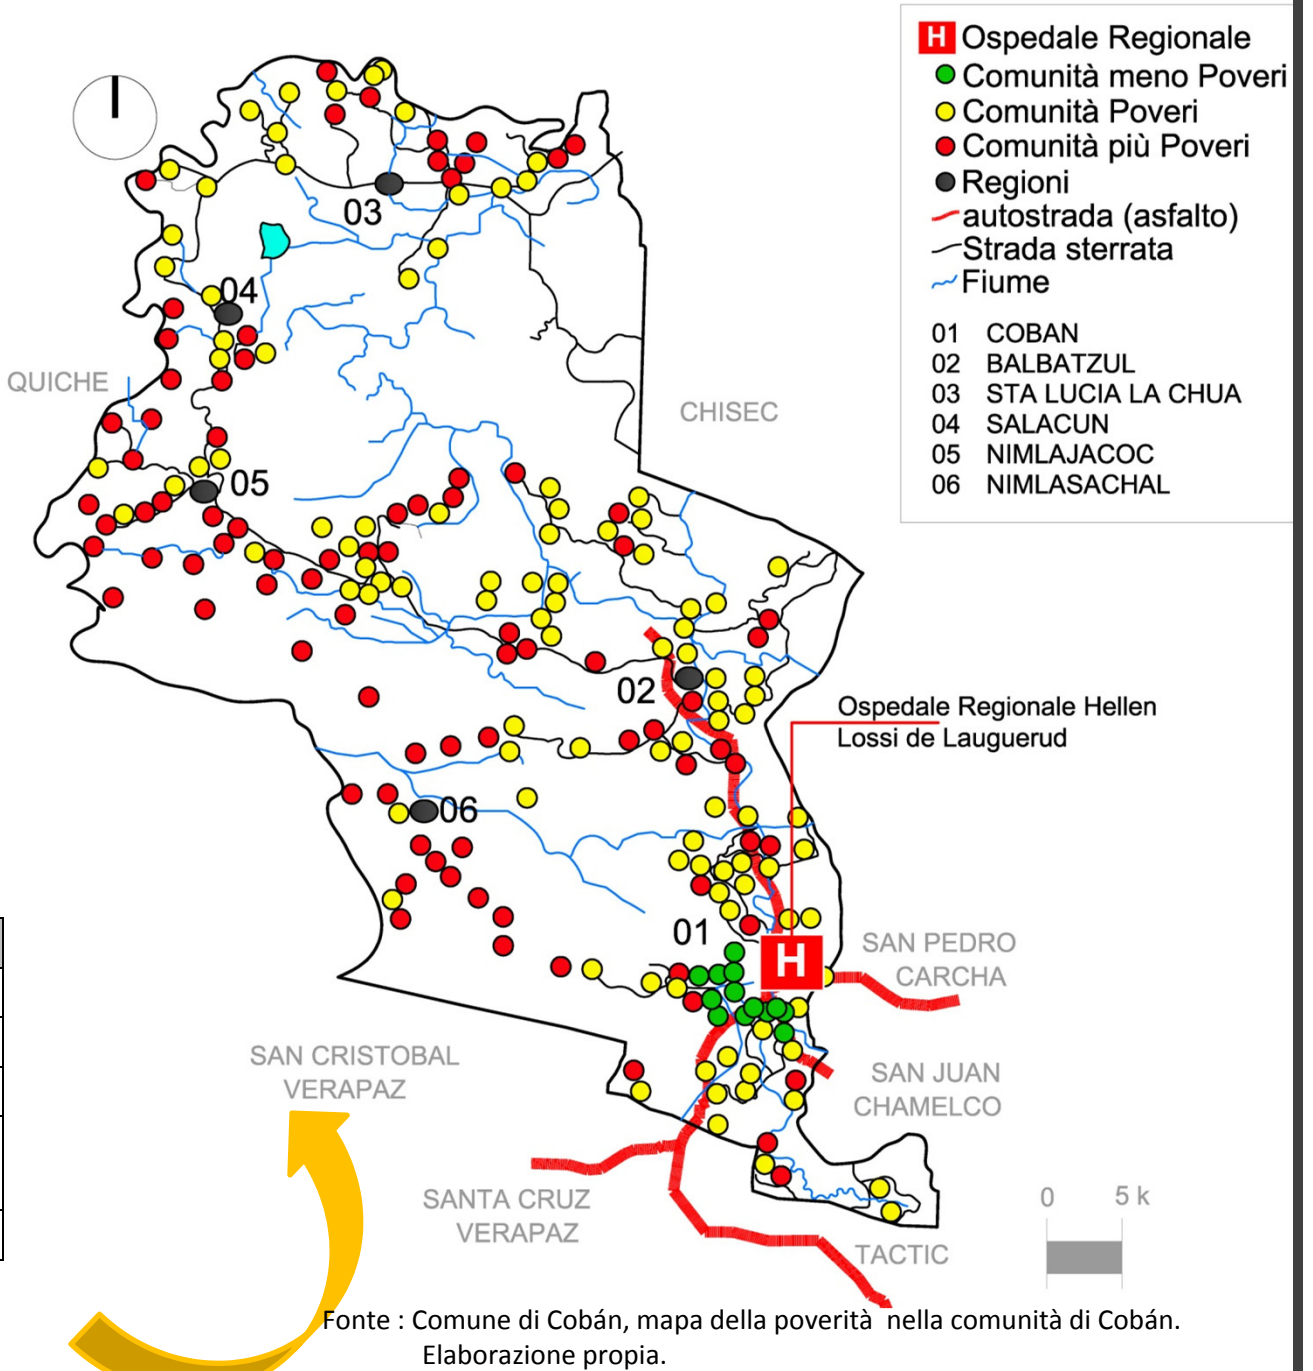 H Ospedale Regionale
Comunità meno Poveri
Comunità Poveri
Comunità più Poveri
Regioni
autostrada (asfalto)
Strada sterrata
Fiume
01 COBAN
02 BALBATZUL
03 STA LUCIA LA CHUA
04 SALACUN
05 NIMLAJACOC
06 NIMLASACHAL
03
04
QUICHE
CHISEC
05
02
Ospedale Regionale Hellen
Lossi de Lauguerud
06
01
H
SAN PEDRO
CARCHA
SAN CRISTOBAL
VERAPAZ
SAN JUAN
CHAMELCO
SANTA CRUZ
VERAPAZ
TACTIC
0 5 k
Fonte : Comune di Cobán, mapa della poverità nella comunità di Cobán.
Elaborazione propia.